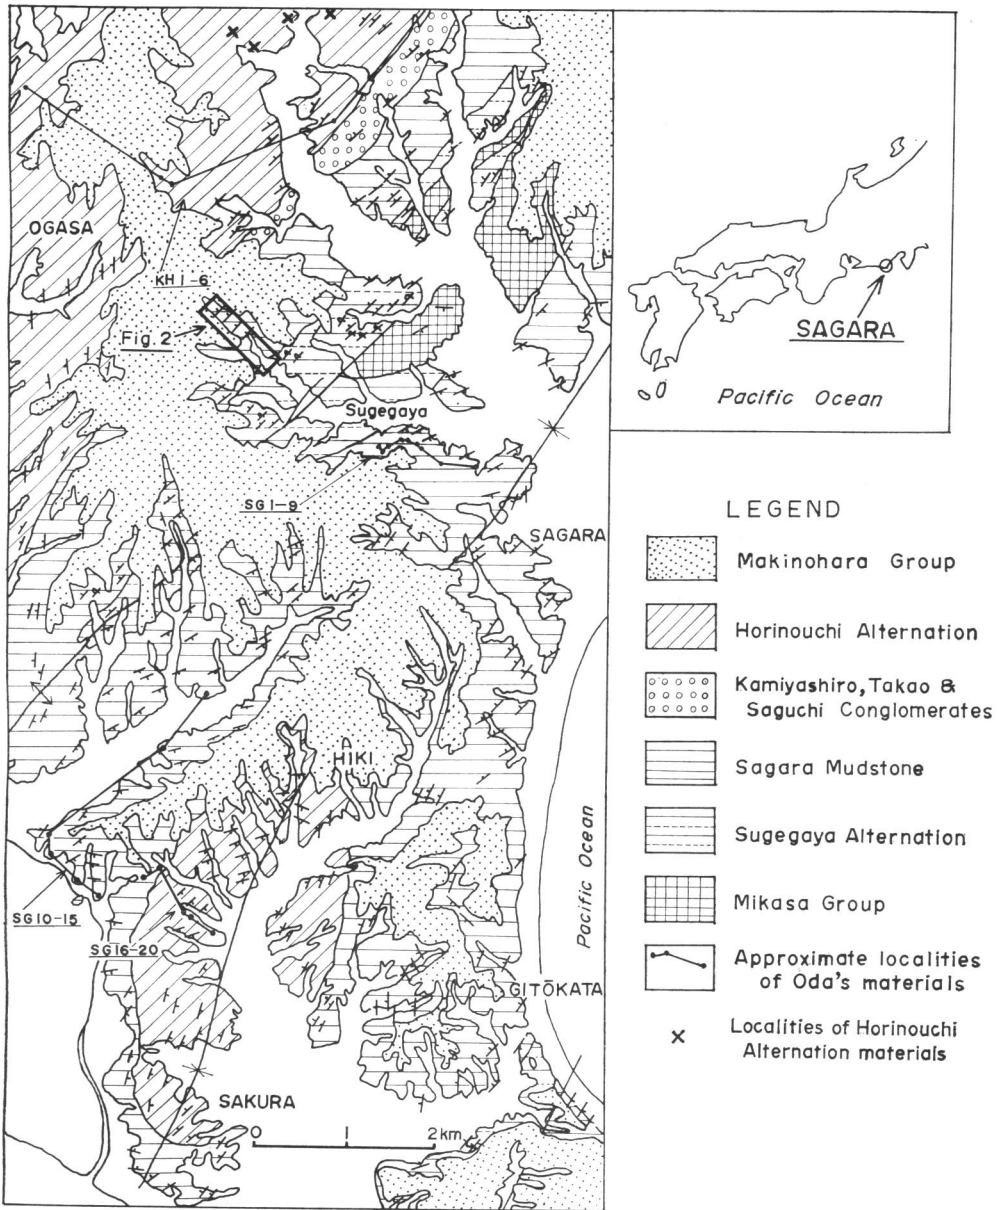 OGASA
KH 1-6
Fig. 2
Sugegaya
SG 1-9
SAGARA
HIKI
SG 10-15
SG 16-20
GITŌKATA
SAKURA
0 1 2 km
Pacific Ocean
SAGARA
Pacific Ocean
LEGEND
Makinohara Group
Horinouchi Alternation
Kamiyashiro, Takao &
Saguchi Conglomerates
Sagara Mudstone
Sugegaya Alternation
Mikasa Group
Approximate localities
of Oda's materials
Localities of Horinouchi
Alternation materials